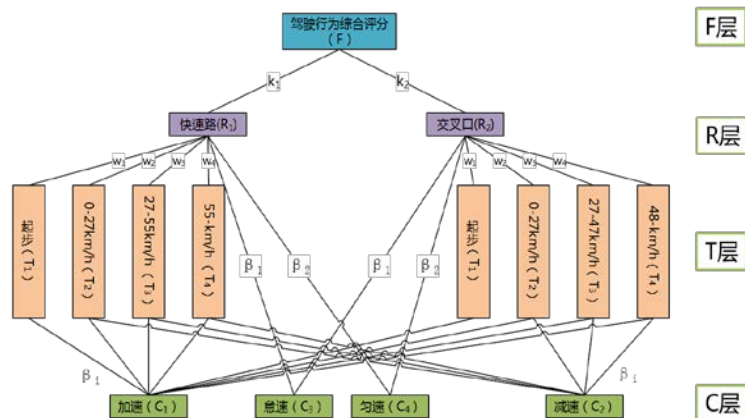 驾驶行为综合评分
(F)
F层
k₁
k₂
快速路(R₁)
交叉口(R₂)
R层
w₁
w₂
w₃
w₄
w₁
w₂
w₃
w₄
起步(T₁)
0-27km/h(T₂)
27-55km/h(T₃)
55-km/h(T₄)
起步(T₁)
0-27km/h(T₂)
27-47km/h(T₃)
48-km/h(T₄)
T层
β₁
β₂
β₁
β₂
βᵢ
βᵢ
加速(C₁)
怠速(C₃)
匀速(C₄)
减速(C₂)
C层